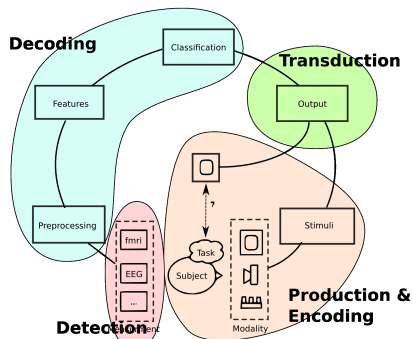 Classification
Decoding
Transduction
Features
Output
?
Preprocessing
Stimuli
fmri
Task
EEG
Subject
...
Production &
Encoding
Detection
Modality